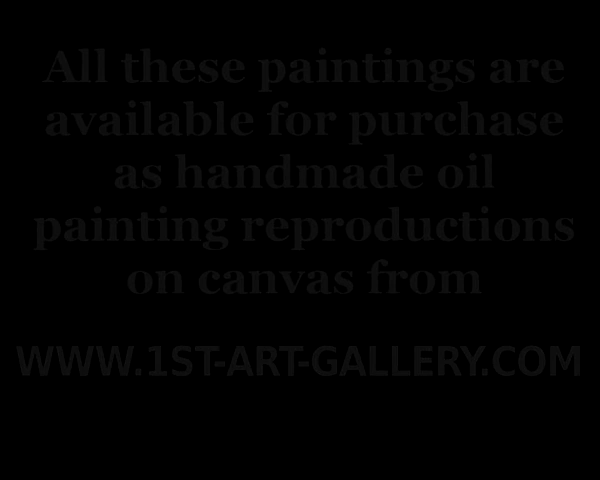 All these paintings are
available for purchase
as handmade oil
painting reproductions
on canvas from
WWW.1ST-ART-GALLERY.COM